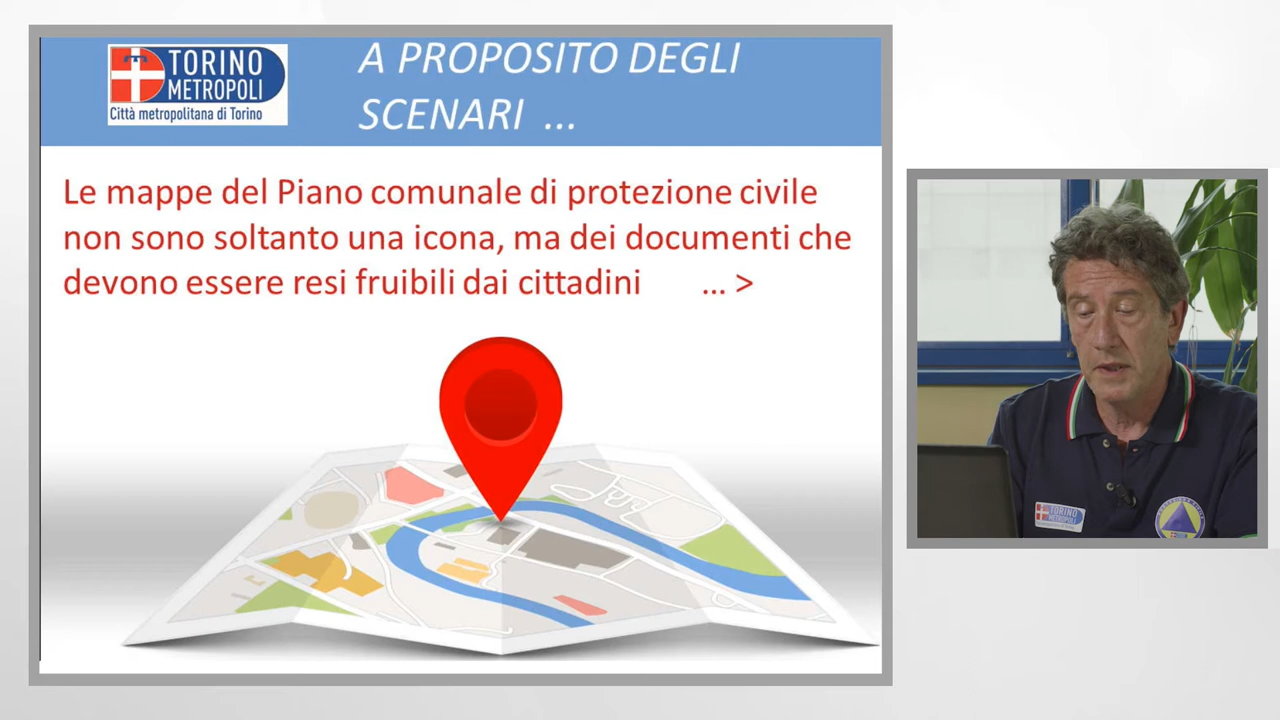 TORINO
METROPOLI
Città metropolitana di Torino
A PROPOSITO DEGLI
SCENARI ...
Le mappe del Piano comunale di protezione civile
non sono soltanto una icona, ma dei documenti che
devono essere resi fruibili dai cittadini ... >
TORINO
METROPOLI